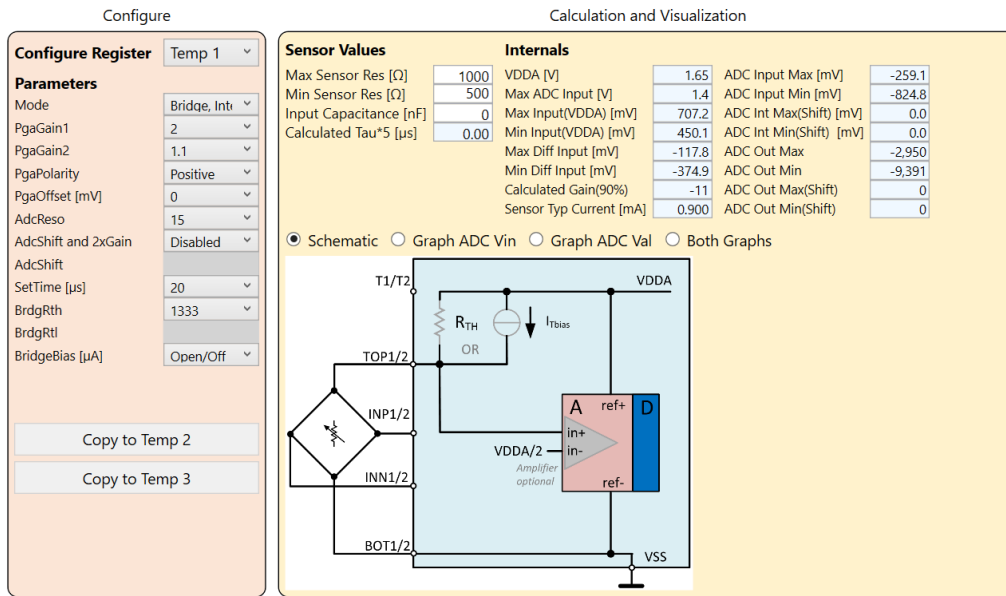 Configure
Configure Register Temp 1
Parameters
Mode Bridge, Inte
PgaGain1 2
PgaGain2 1.1
PgaPolarity Positive
PgaOffset [mV] 0
AdcReso 15
AdcShift and 2xGain Disabled
AdcShift
SetTime [µs] 20
BrdgRth 1333
BrdgRtl
BridgeBias [µA] Open/Off
Copy to Temp 2
Copy to Temp 3
Calculation and Visualization
Sensor Values
Max Sensor Res [Ω] 1000
Min Sensor Res [Ω] 500
Input Capacitance [nF] 0
Calculated Tau*5 [µs] 0.00
Internals
VDDA [V] 1.65
Max ADC Input [V] 1.4
Max Input(VDDA) [mV] 707.2
Min Input(VDDA) [mV] 450.1
Max Diff Input [mV] -117.8
Min Diff Input [mV] -374.9
Calculated Gain(90%) -11
Sensor Typ Current [mA] 0.900
ADC Input Max [mV] -259.1
ADC Input Min [mV] -824.8
ADC Int Max(Shift) [mV] 0.0
ADC Int Min(Shift) [mV] 0.0
ADC Out Max -2,950
ADC Out Min -9,391
ADC Out Max(Shift) 0
ADC Out Min(Shift) 0
Schematic Graph ADC Vin Graph ADC Val Both Graphs
T1/T2
VDDA
RTH
ITbias
OR
TOP1/2
INP1/2
INN1/2
BOT1/2
A
D
ref+
in+
VDDA/2
in-
Amplifier
optional
ref-
VSS